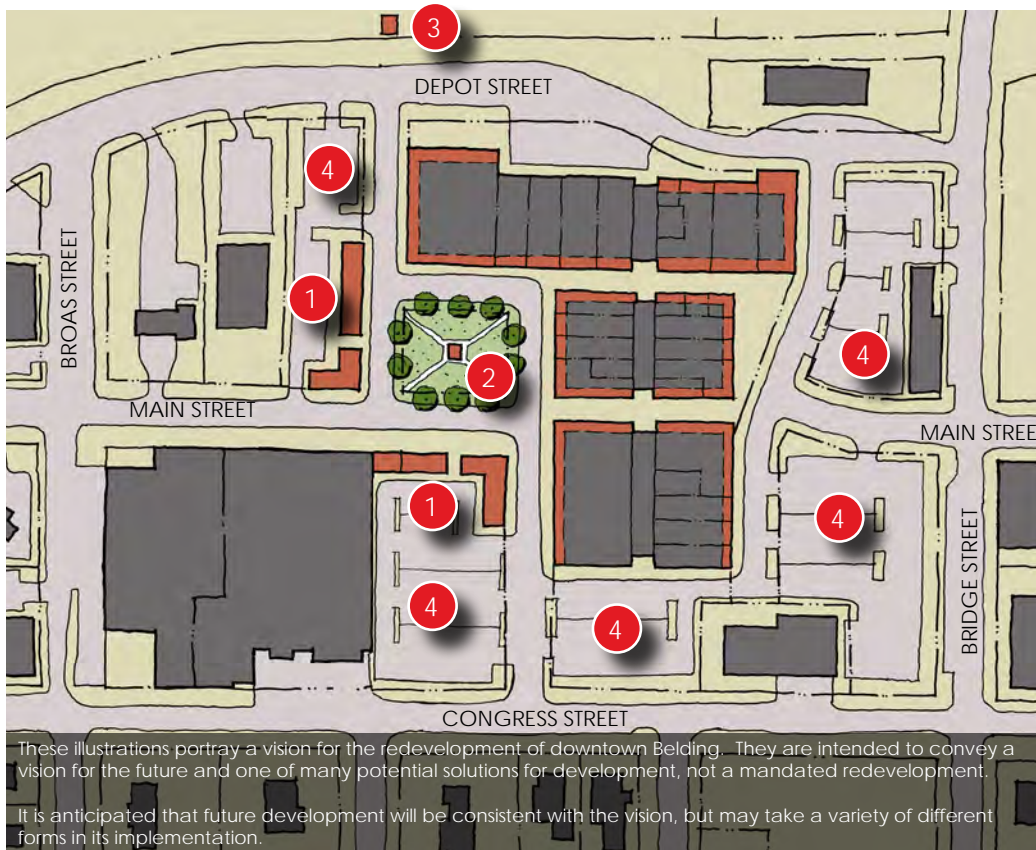 3
DEPOT STREET
4
BROAS STREET
1
2
4
MAIN STREET
MAIN STREE
1
4
4
4
BRIDGE STREET
CONGRESS STREET
These illustrations portray a vision for the redevelopment of downtown Belding. They are intended to convey a
vision for the future and one of many potential solutions for development, not a mandated redevelopment.
It is anticipated that future development will be consistent with the vision, but may take a variety of different
forms in its implementation.